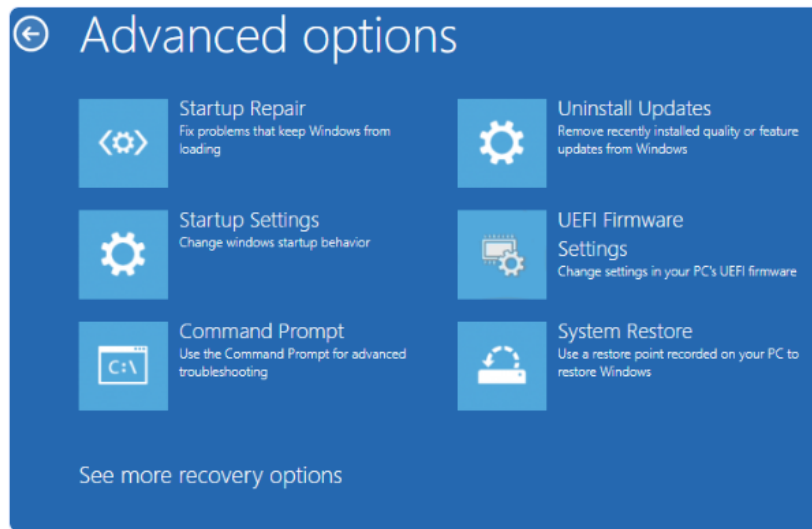 Advanced options
Startup Repair
Fix problems that keep Windows from
loading
Uninstall Updates
Remove recently installed quality or feature
updates from Windows
Startup Settings
Change windows startup behavior
UEFI Firmware
Settings
Change settings in your PC's UEFI firmware
Command Prompt
Use the Command Prompt for advanced
troubleshooting
C:\
System Restore
Use a restore point recorded on your PC to
restore Windows
See more recovery options